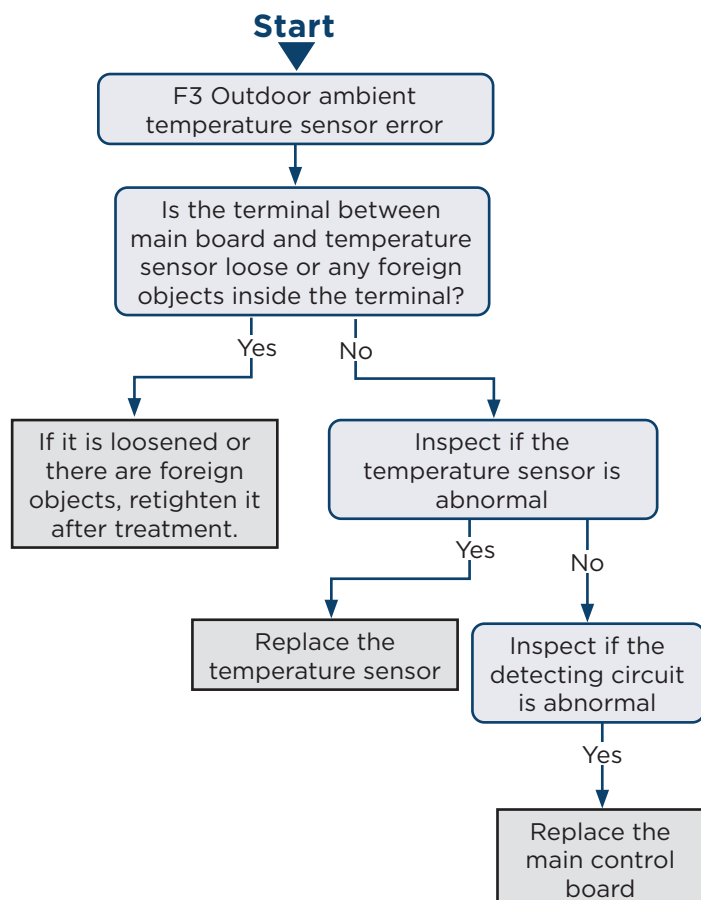 Start
F3 Outdoor ambient
temperature sensor error
Is the terminal between
main board and temperature
sensor loose or any foreign
objects inside the terminal?
Yes
No
If it is loosened or
there are foreign
objects, retighten it
after treatment.
Inspect if the
temperature sensor is
abnormal
Yes
No
Replace the
temperature sensor
Inspect if the
detecting circuit
is abnormal
Yes
Replace the
main control
board